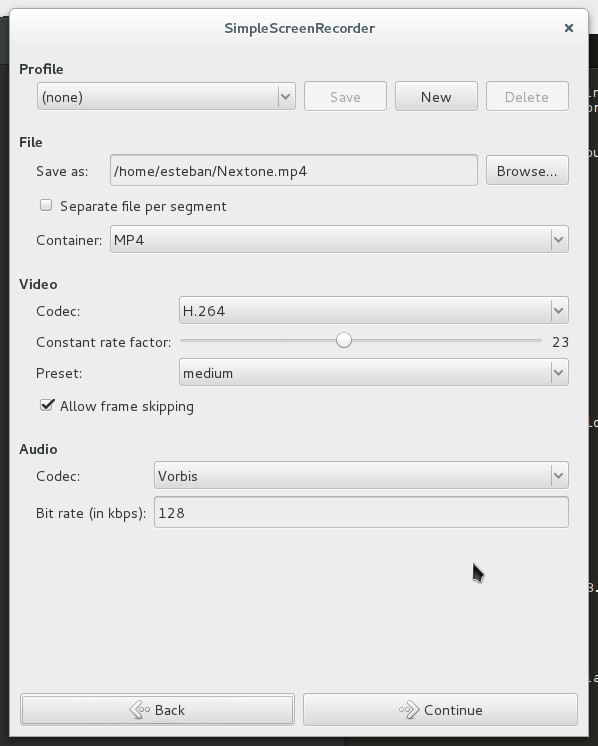 SimpleScreenRecorder
Profile
(none)
Save
New
Delete
File
Save as:
/home/esteban/Nextone.mp4
Browse...
Separate file per segment
Container:
MP4
Video
Codec:
H.264
Constant rate factor:
23
Preset:
medium
Allow frame skipping
Audio
Codec:
Vorbis
Bit rate (in kbps):
128
Back
Continue